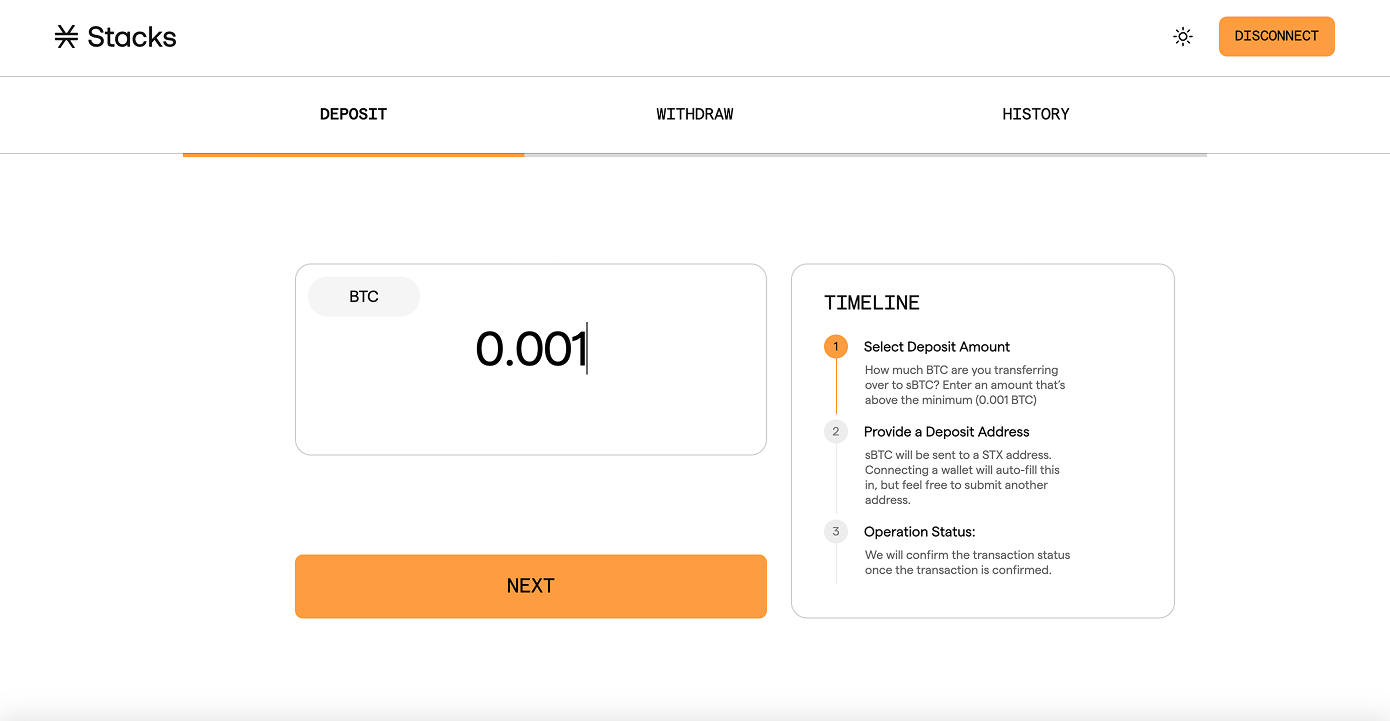 Stacks
DISCONNECT
DEPOSIT
WITHDRAW
HISTORY
BTC
0.001
NEXT
TIMELINE
1
Select Deposit Amount
How much BTC are you transferring
over to sBTC? Enter an amount that's
above the minimum (0.001 BTC)
2
Provide a Deposit Address
sBTC will be sent to a STX address.
Connecting a wallet will auto-fill this
in, but feel free to submit another
address.
3
Operation Status:
We will confirm the transaction status
once the transaction is confirmed.